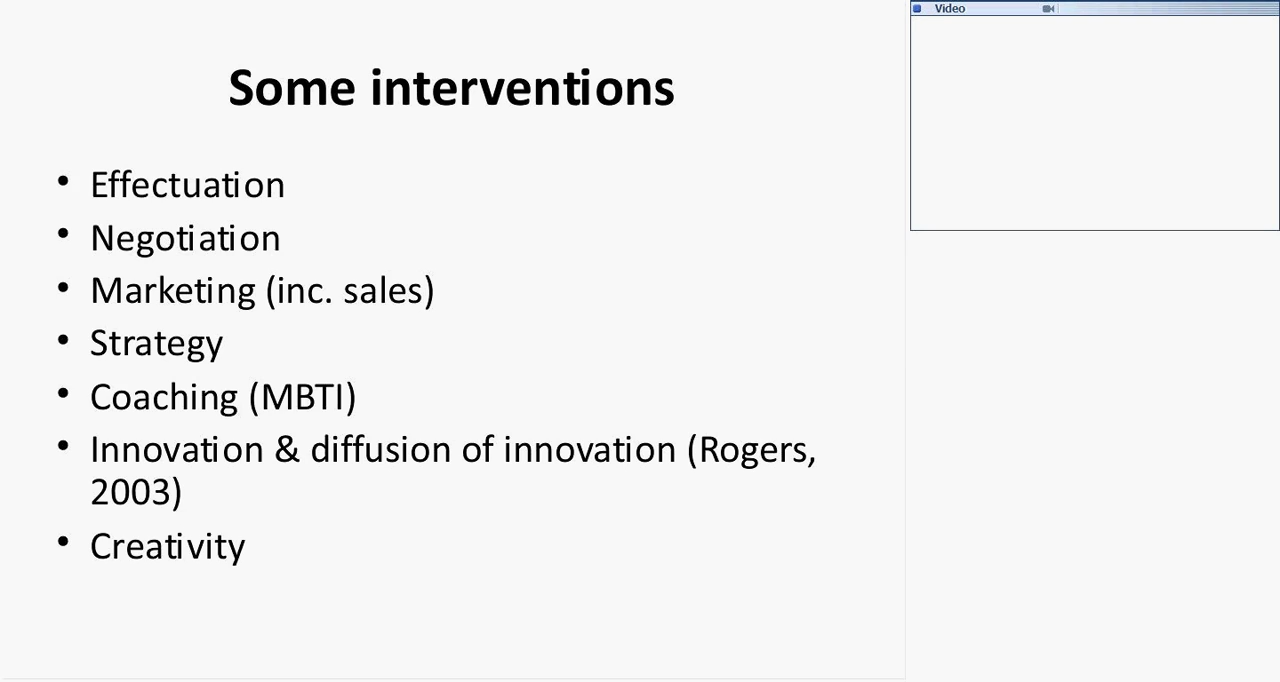 Some interventions
• Effectuation
• Negotiation
• Marketing (inc. sales)
• Strategy
• Coaching (MBTI)
• Innovation & diffusion of innovation (Rogers,
2003)
• Creativity
Video